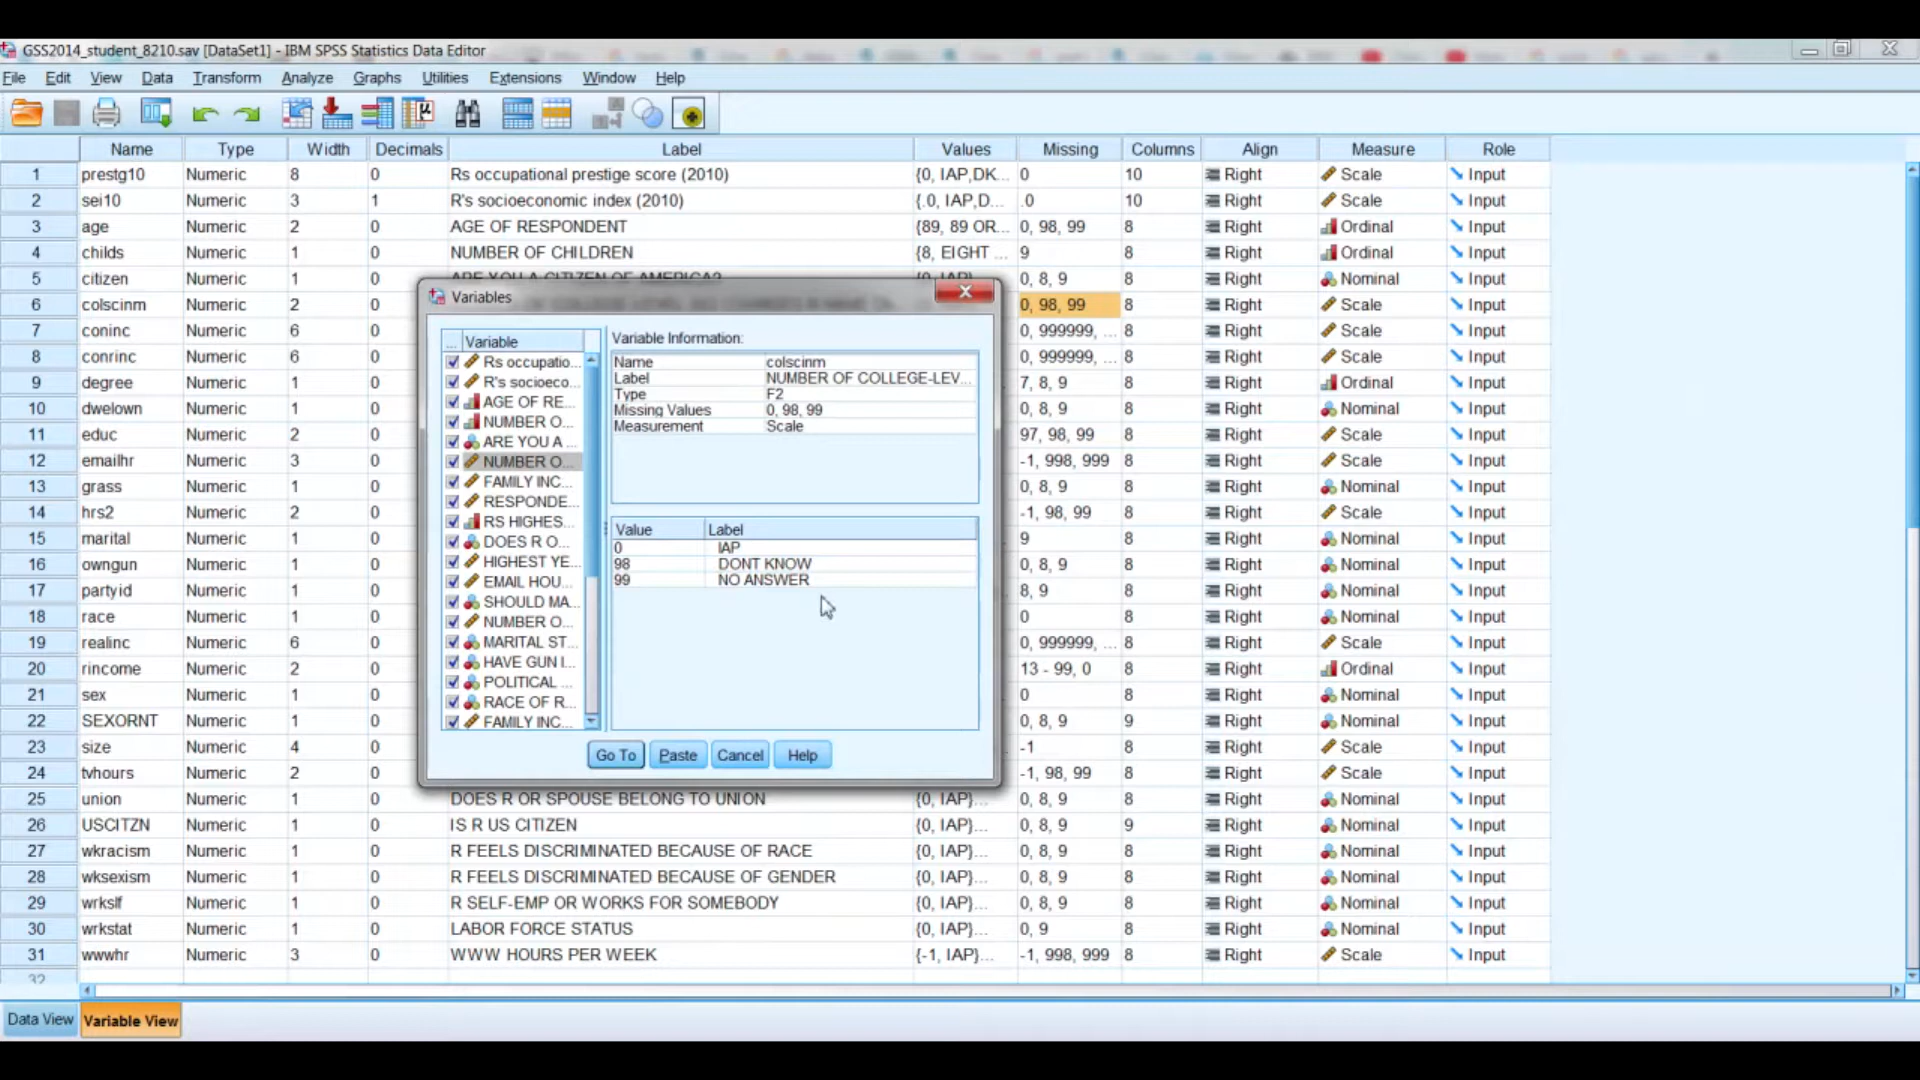 GSS2014_student_8210.sav [DataSet1] - IBM SPSS Statistics Data Editor
File Edit View Data Transform Analyze Graphs Utilities Extensions Window Help
Name Type Width Decimals Label Values Missing Columns Align Measure Role
1 prestg10 Numeric 8 0 Rs occupational prestige score (2010) {0, IAP,DK... 0 10 Right Scale Input
2 sei10 Numeric 3 1 R's socioeconomic index (2010) {.0, IAP,D... .0 10 Right Scale Input
3 age Numeric 2 0 AGE OF RESPONDENT {89, 89 OR... 0, 98, 99 8 Right Ordinal Input
4 childs Numeric 1 0 NUMBER OF CHILDREN {8, EIGHT ... 9 8 Right Ordinal Input
5 citizen Numeric 1 0 ARE YOU A CITIZEN OF AMERICA? {0, IAP}... 0, 8, 9 8 Right Nominal Input
6 colscinm Numeric 2 0 0, 98, 99 8 Right Scale Input
7 coninc Numeric 6 0 0, 999999, ... 8 Right Scale Input
8 conrinc Numeric 6 0 0, 999999, ... 8 Right Scale Input
9 degree Numeric 1 0 7, 8, 9 8 Right Ordinal Input
10 dwelown Numeric 1 0 0, 8, 9 8 Right Nominal Input
11 educ Numeric 2 0 97, 98, 99 8 Right Scale Input
12 emailhr Numeric 3 0 -1, 998, 999 8 Right Scale Input
13 grass Numeric 1 0 0, 8, 9 8 Right Nominal Input
14 hrs2 Numeric 2 0 -1, 98, 99 8 Right Scale Input
15 marital Numeric 1 0 9 8 Right Nominal Input
16 owngun Numeric 1 0 0, 8, 9 8 Right Nominal Input
17 partyid Numeric 1 0 8, 9 8 Right Nominal Input
18 race Numeric 1 0 0 8 Right Nominal Input
19 realinc Numeric 6 0 0, 999999, ... 8 Right Scale Input
20 rincome Numeric 2 0 13 - 99, 0 8 Right Ordinal Input
21 sex Numeric 1 0 0 8 Right Nominal Input
22 SEXORNT Numeric 1 0 0, 8, 9 9 Right Nominal Input
23 size Numeric 4 0 -1 8 Right Scale Input
24 tvhours Numeric 2 0 -1, 98, 99 8 Right Scale Input
25 union Numeric 1 0 DOES R OR SPOUSE BELONG TO UNION {0, IAP}... 0, 8, 9 8 Right Nominal Input
26 USCITZN Numeric 1 0 IS R US CITIZEN {0, IAP}... 0, 8, 9 9 Right Nominal Input
27 wkracism Numeric 1 0 R FEELS DISCRIMINATED BECAUSE OF RACE {0, IAP}... 0, 8, 9 8 Right Nominal Input
28 wksexism Numeric 1 0 R FEELS DISCRIMINATED BECAUSE OF GENDER {0, IAP}... 0, 8, 9 8 Right Nominal Input
29 wrkslf Numeric 1 0 R SELF-EMP OR WORKS FOR SOMEBODY {0, IAP}... 0, 8, 9 8 Right Nominal Input
30 wrkstat Numeric 1 0 LABOR FORCE STATUS {0, IAP}... 0, 9 8 Right Nominal Input
31 wwwhr Numeric 3 0 WWW HOURS PER WEEK {-1, IAP}... -1, 998, 999 8 Right Scale Input
32
Variables
... Variable
Rs occupatio...
R's socioeco...
AGE OF RE...
NUMBER O...
ARE YOU A ...
NUMBER O...
FAMILY INC...
RESPONDE...
RS HIGHES...
DOES R O...
HIGHEST YE...
EMAIL HOU...
SHOULD MA...
NUMBER O...
MARITAL ST...
HAVE GUN I...
POLITICAL ...
RACE OF R...
FAMILY INC...
Variable Information:
Name colscinm
Label NUMBER OF COLLEGE-LEV...
Type F2
Missing Values 0, 98, 99
Measurement Scale
Value Label
0 IAP
98 DONT KNOW
99 NO ANSWER
Go To Paste Cancel Help
Data View Variable View